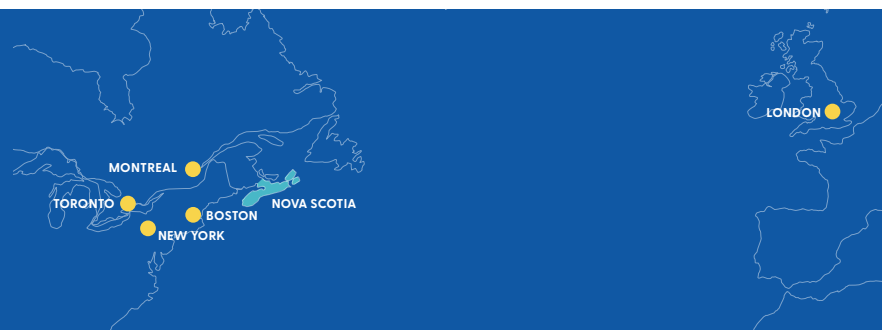 LONDON
MONTREAL
TORONTO
NOVA SCOTIA
BOSTON
NEW YORK